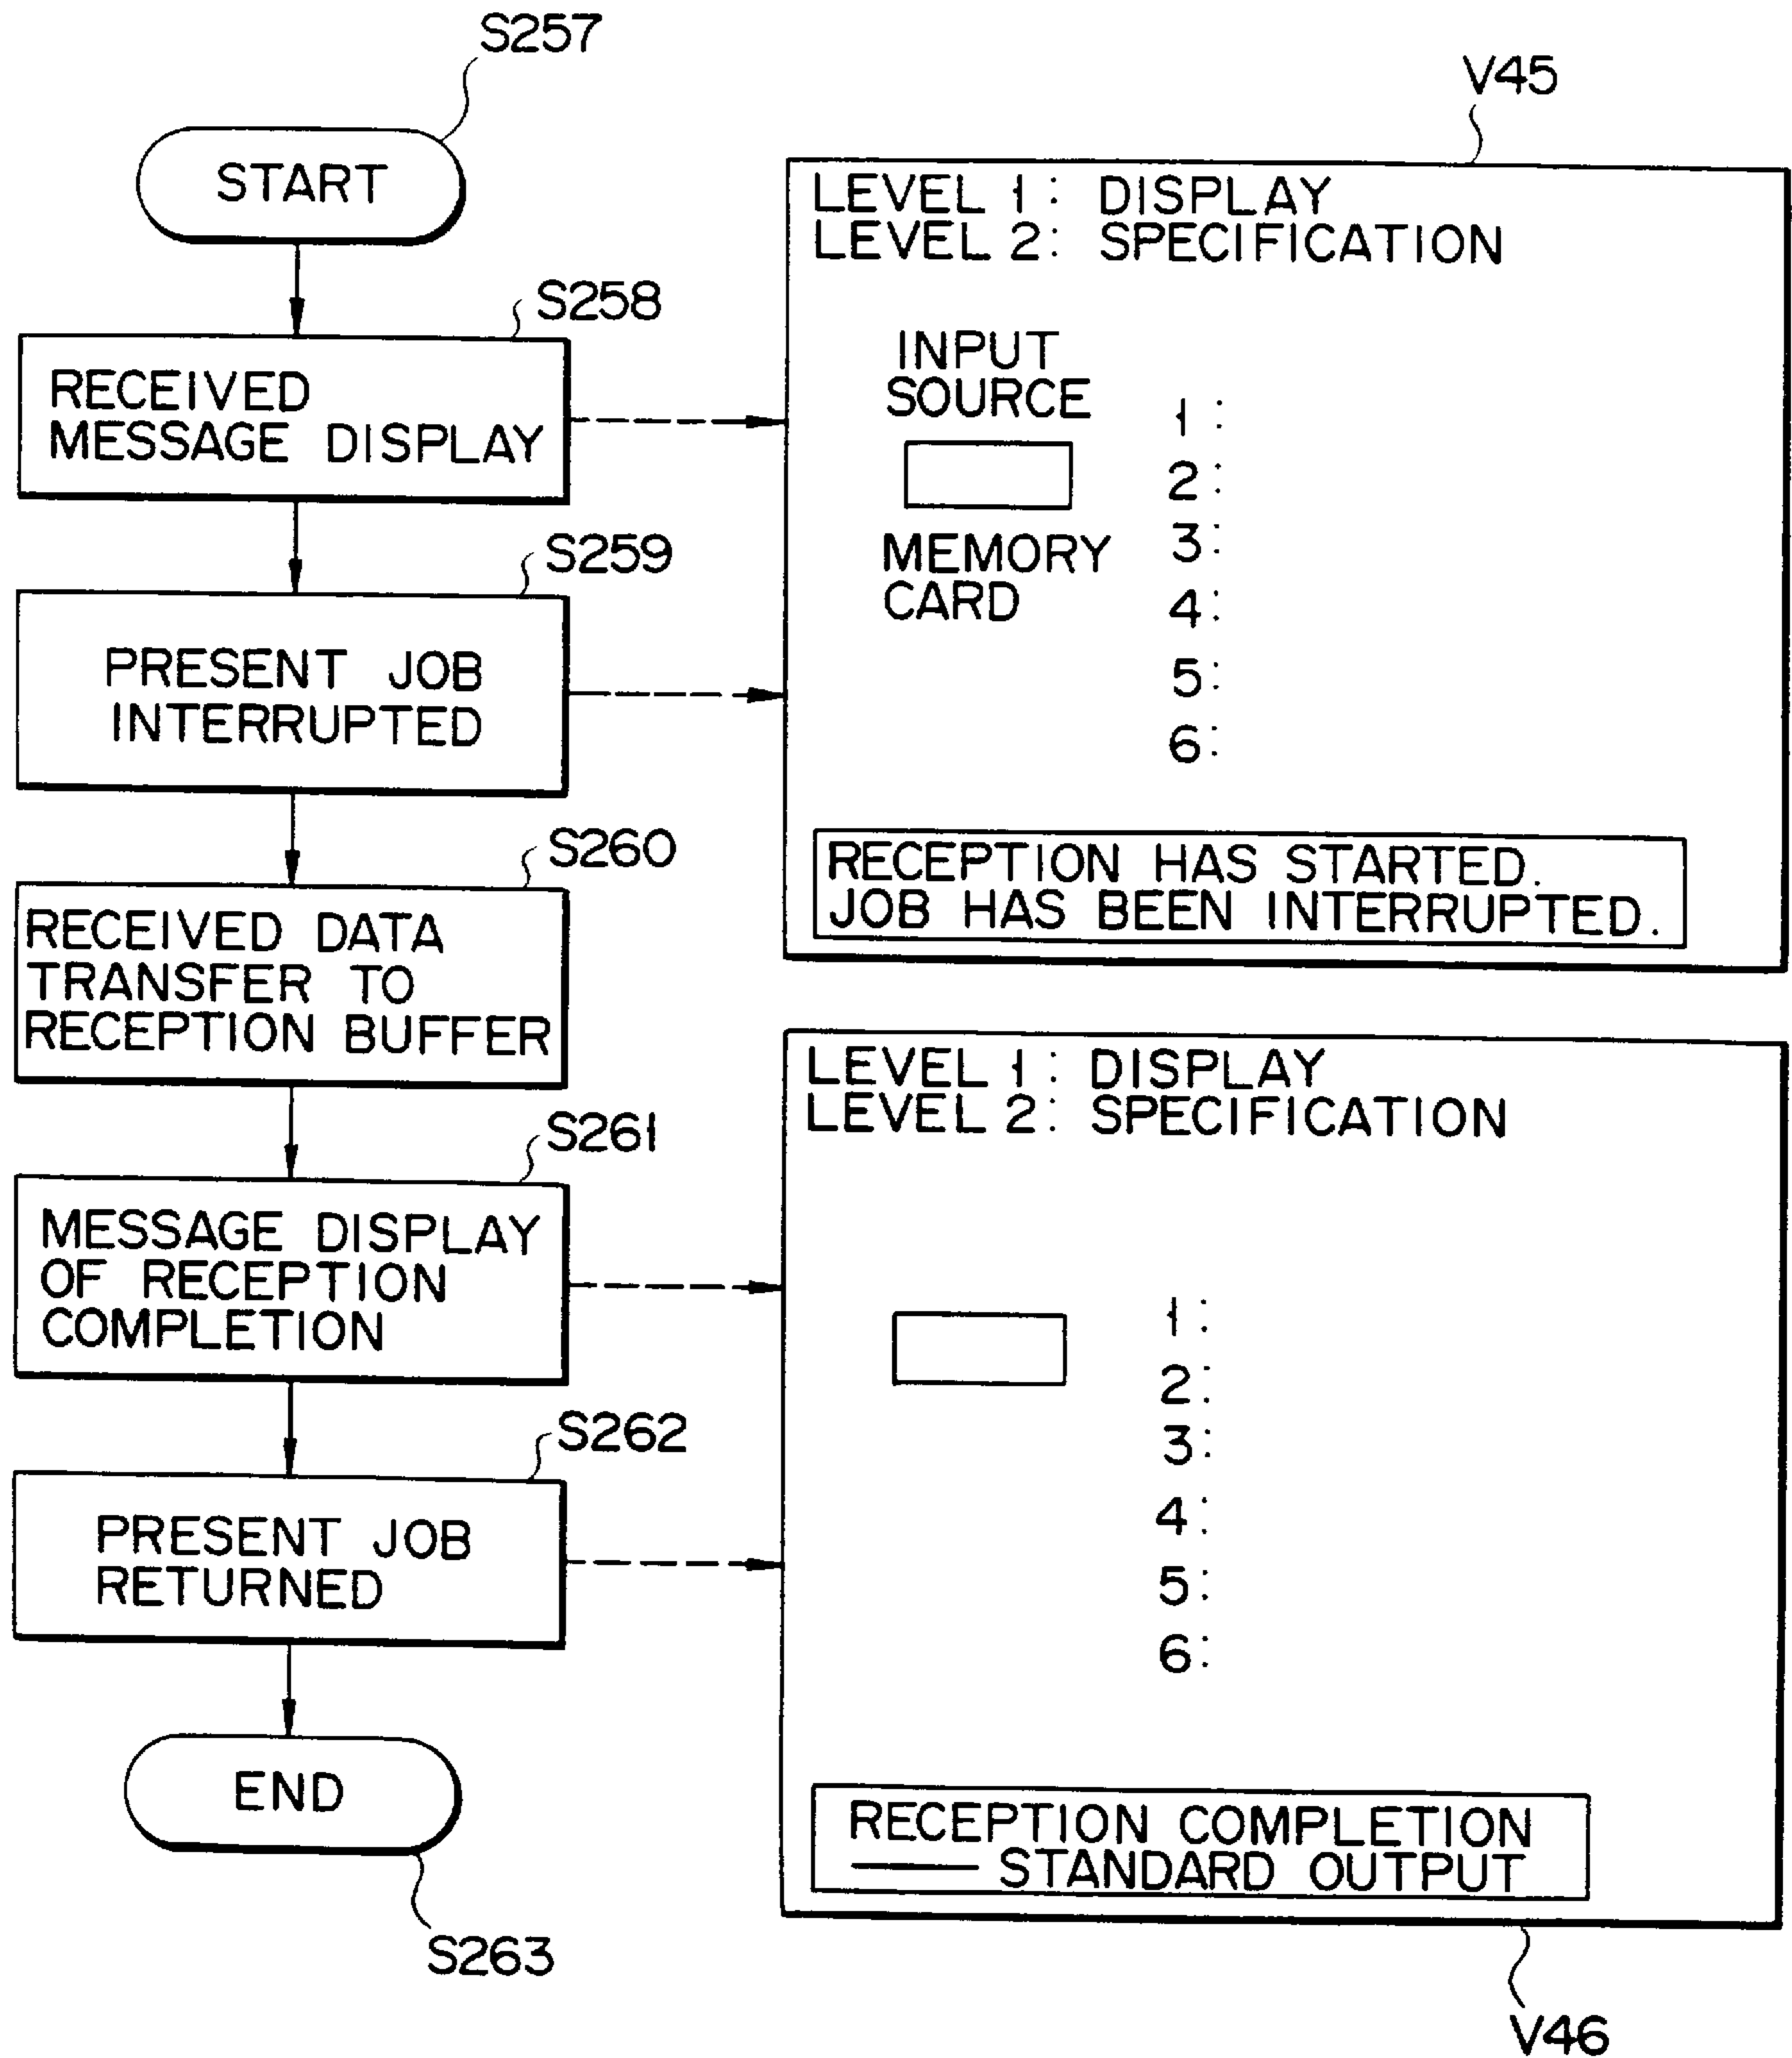 S257
START
S258
RECEIVED
MESSAGE DISPLAY
S259
PRESENT JOB
INTERRUPTED
S260
RECEIVED DATA
TRANSFER TO
RECEPTION BUFFER
S261
MESSAGE DISPLAY
OF RECEPTION
COMPLETION
S262
PRESENT JOB
RETURNED
END
S263
V45
LEVEL 1: DISPLAY
LEVEL 2: SPECIFICATION
INPUT
SOURCE
MEMORY
CARD
1:
2:
3:
4:
5:
6:
RECEPTION HAS STARTED.
JOB HAS BEEN INTERRUPTED.
LEVEL 1: DISPLAY
LEVEL 2: SPECIFICATION
1:
2:
3:
4:
5:
6:
RECEPTION COMPLETION
—— STANDARD OUTPUT
V46